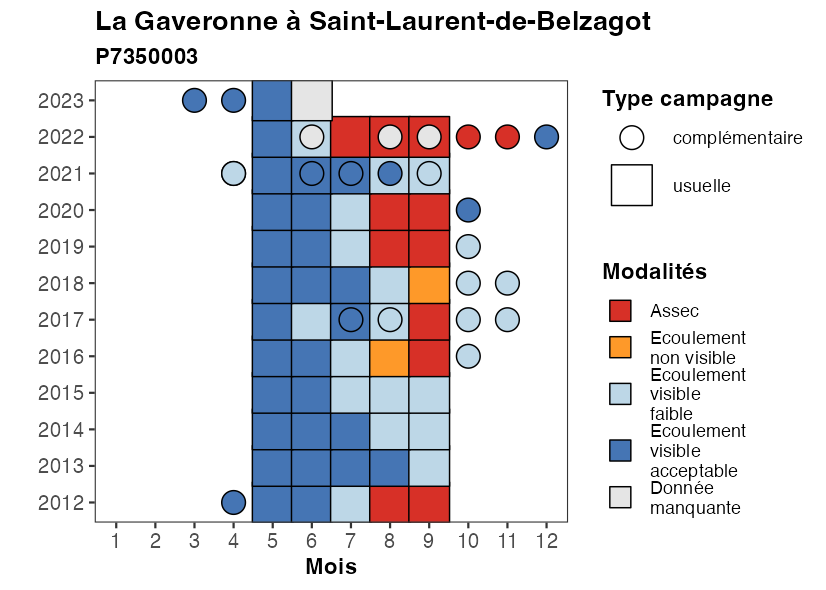 La Gaveronne à Saint-Laurent-de-Belzagot
P7350003
2023
2022
2021
2020
2019
2018
2017
2016
2015
2014
2013
2012
1 2 3 4 5 6 7 8 9 10 11 12
Mois
Type campagne
complémentaire
usuelle
Modalités
Assec
Ecoulement
non visible
Ecoulement
visible
faible
Ecoulement
visible
acceptable
Donnée
manquante